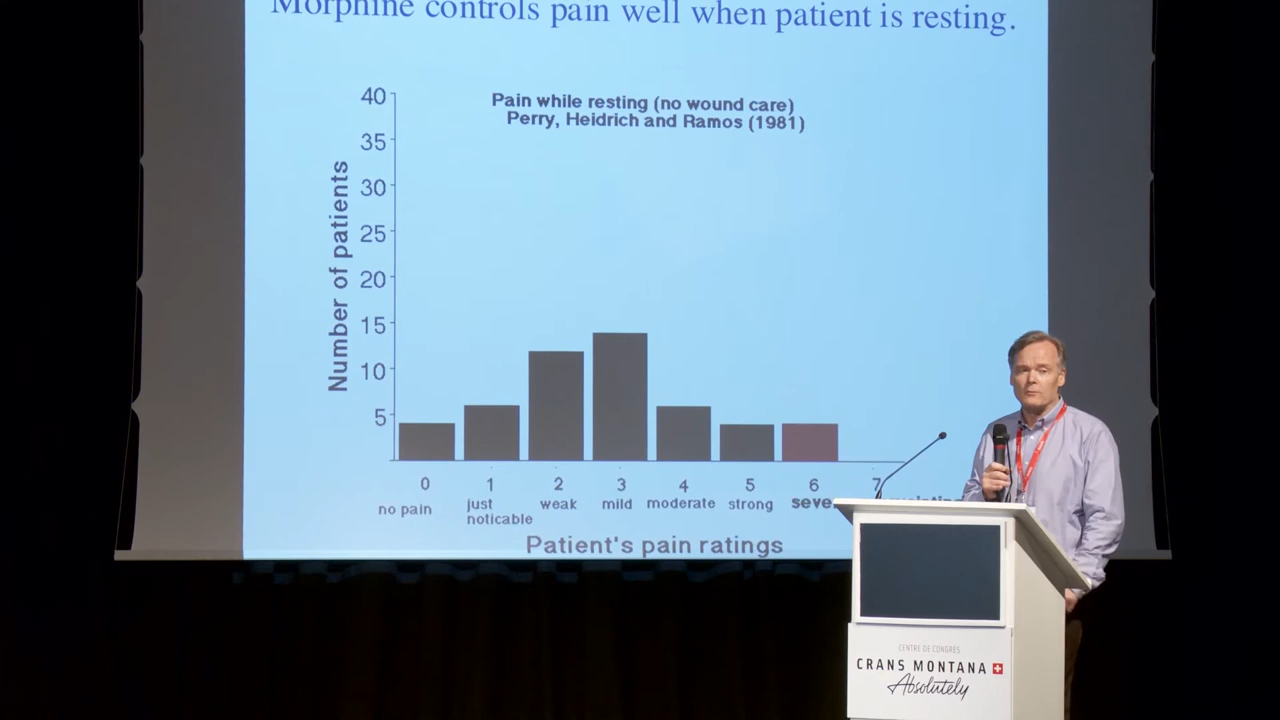 Morphine controls pain well when patient is resting.
Pain while resting (no wound care)
Perry, Heidrich and Ramos (1981)
Number of patients
40
35
30
25
20
15
10
5
0 1 2 3 4 5 6 7
no pain just noticable weak mild moderate strong seve
Patient's pain ratings
CENTRE DE CONGRÈS
CRANS MONTANA
Absolutely